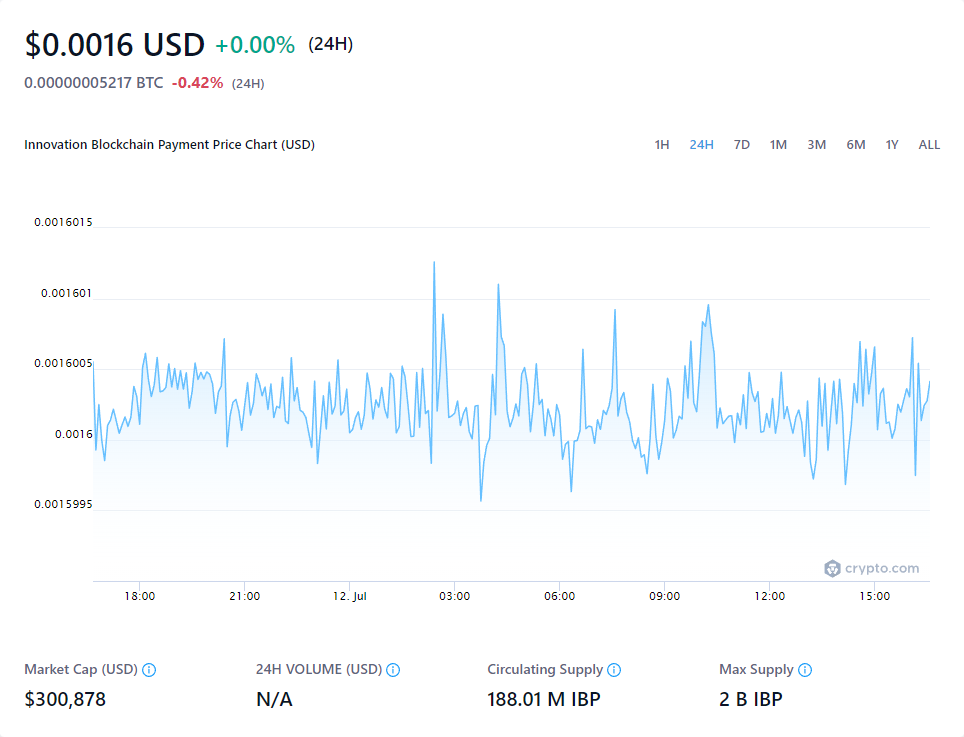 $0.0016 USD +0.00% (24H)
0.00000005217 BTC -0.42% (24H)
Innovation Blockchain Payment Price Chart (USD) 1H 24H 7D 1M 3M 6M 1Y ALL
0.0016015
0.001601
0.0016005
0.0016
0.0015995
crypto.com
18:00 21:00 12. Jul 03:00 06:00 09:00 12:00 15:00
Market Cap (USD) 24H VOLUME (USD) Circulating Supply Max Supply
$300,878 N/A 188.01 M IBP 2 B IBP